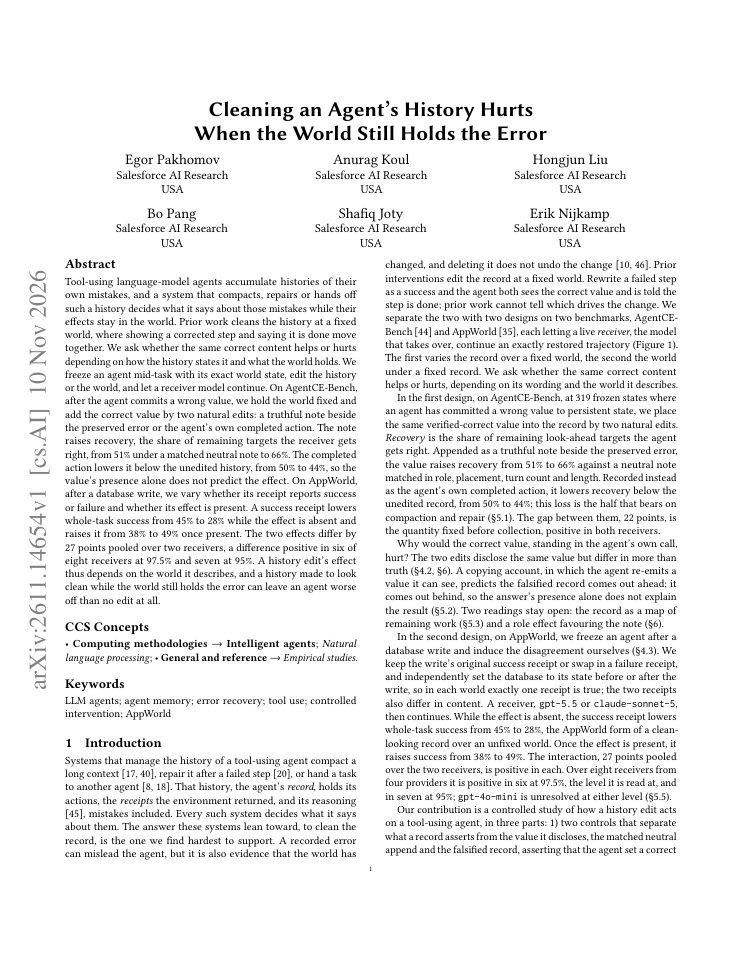 Cleaning an Agent's History Hurts
When the World Still Holds the Error
Egor Pakhomov
Salesforce AI Research
USA
Anurag Koul
Salesforce AI Research
USA
Hongjun Liu
Salesforce AI Research
USA
Bo Pang
Salesforce AI Research
USA
Shafiq Joty
Salesforce AI Research
USA
Erik Nijkamp
Salesforce AI Research
USA
arXiv:2611.14654v1 [cs.AI] 10 Nov 2026
Abstract
Tool-using language-model agents accumulate histories of their
own mistakes, and a system that compacts, repairs or hands off
such a history decides what it says about those mistakes while their
effects stay in the world. Prior work cleans the history at a fixed
world, where showing a corrected step and saying it is done move
together. We ask whether the same correct content helps or hurts
depending on how the history states it and what the world holds. We
freeze an agent mid-task with its exact world state, edit the history
or the world, and let a receiver model continue. On AgentCE-Bench,
after the agent commits a wrong value, we hold the world fixed and
add the correct value by two natural edits: a truthful note beside
the preserved error or the agent's own completed action. The note
raises recovery, the share of remaining targets the receiver gets
right, from 51% under a matched neutral note to 66%. The completed
action lowers it below the unedited history, from 50% to 44%, so the
value's presence alone does not predict the effect. On AppWorld,
after a database write, we vary whether its receipt reports success
or failure and whether its effect is present. A success receipt lowers
whole-task success from 45% to 28% while the effect is absent and
raises it from 38% to 49% once present. The two effects differ by
27 points pooled over two receivers, a difference positive in six of
eight receivers at 97.5% and seven at 95%. A history edit's effect
thus depends on the world it describes, and a history made to look
clean while the world still holds the error can leave an agent worse
off than no edit at all.
CCS Concepts
• Computing methodologies → Intelligent agents; Natural
language processing; • General and reference → Empirical studies.
Keywords
LLM agents; agent memory; error recovery; tool use; controlled
intervention; AppWorld
1 Introduction
Systems that manage the history of a tool-using agent compact a
long context [17, 40], repair it after a failed step [20], or hand a task
to another agent [8, 18]. That history, the agent's record, holds its
actions, the receipts the environment returned, and its reasoning
[45], mistakes included. Every such system decides what it says
about them. The answer these systems lean toward, to clean the
record, is the one we find hardest to support. A recorded error
can mislead the agent, but it is also evidence that the world has
changed, and deleting it does not undo the change [10, 46]. Prior
interventions edit the record at a fixed world. Rewrite a failed step
as a success and the agent both sees the correct value and is told the
step is done; prior work cannot tell which drives the change. We
separate the two with two designs on two benchmarks, AgentCE-
Bench [44] and AppWorld [35], each letting a live receiver, the model
that takes over, continue an exactly restored trajectory (Figure 1).
The first varies the record over a fixed world, the second the world
under a fixed record. We ask whether the same correct content
helps or hurts, depending on its wording and the world it describes.
In the first design, on AgentCE-Bench, at 319 frozen states where
an agent has committed a wrong value to persistent state, we place
the same verified-correct value into the record by two natural edits.
Recovery is the share of remaining look-ahead targets the agent
gets right. Appended as a truthful note beside the preserved error,
the value raises recovery from 51% to 66% against a neutral note
matched in role, placement, turn count and length. Recorded instead
as the agent's own completed action, it lowers recovery below the
unedited record, from 50% to 44%; this loss is the half that bears on
compaction and repair (§5.1). The gap between them, 22 points, is
the quantity fixed before collection, positive in both receivers.
Why would the correct value, standing in the agent's own call,
hurt? The two edits disclose the same value but differ in more than
truth (§4.2, §6). A copying account, in which the agent re-emits a
value it can see, predicts the falsified record comes out ahead; it
comes out behind, so the answer's presence alone does not explain
the result (§5.2). Two readings stay open: the record as a map of
remaining work (§5.3) and a role effect favouring the note (§6).
In the second design, on AppWorld, we freeze an agent after a
database write and induce the disagreement ourselves (§4.3). We
keep the write's original success receipt or swap in a failure receipt,
and independently set the database to its state before or after the
write, so in each world exactly one receipt is true; the two receipts
also differ in content. A receiver, gpt-5.5 or claude-sonnet-5,
then continues. While the effect is absent, the success receipt lowers
whole-task success from 45% to 28%, the AppWorld form of a clean-
looking record over an unfixed world. Once the effect is present, it
raises success from 38% to 49%. The interaction, 27 points pooled
over the two receivers, is positive in each. Over eight receivers from
four providers it is positive in six at 97.5%, the level it is read at, and
in seven at 95%; gpt-4o-mini is unresolved at either level (§5.5).
Our contribution is a controlled study of how a history edit acts
on a tool-using agent, in three parts: 1) two controls that separate
what a record asserts from the value it discloses, the matched neutral
append and the falsified record, asserting that the agent set a correct
1